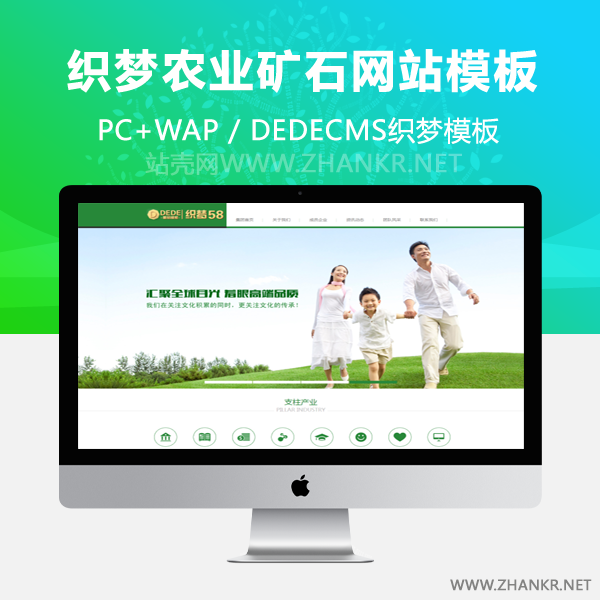 织梦农业矿石网站模板
PC+WAP / DEDECMS织梦模板
站壳网WWW.ZHANKR.NET
DEDE 织梦58
汇聚全球目光 着眼高端品质
我们在关注文化积累的同时，更关注文化的传承！
支柱产业
PILLAR INDUSTRY
WWW.ZHANKR.NET